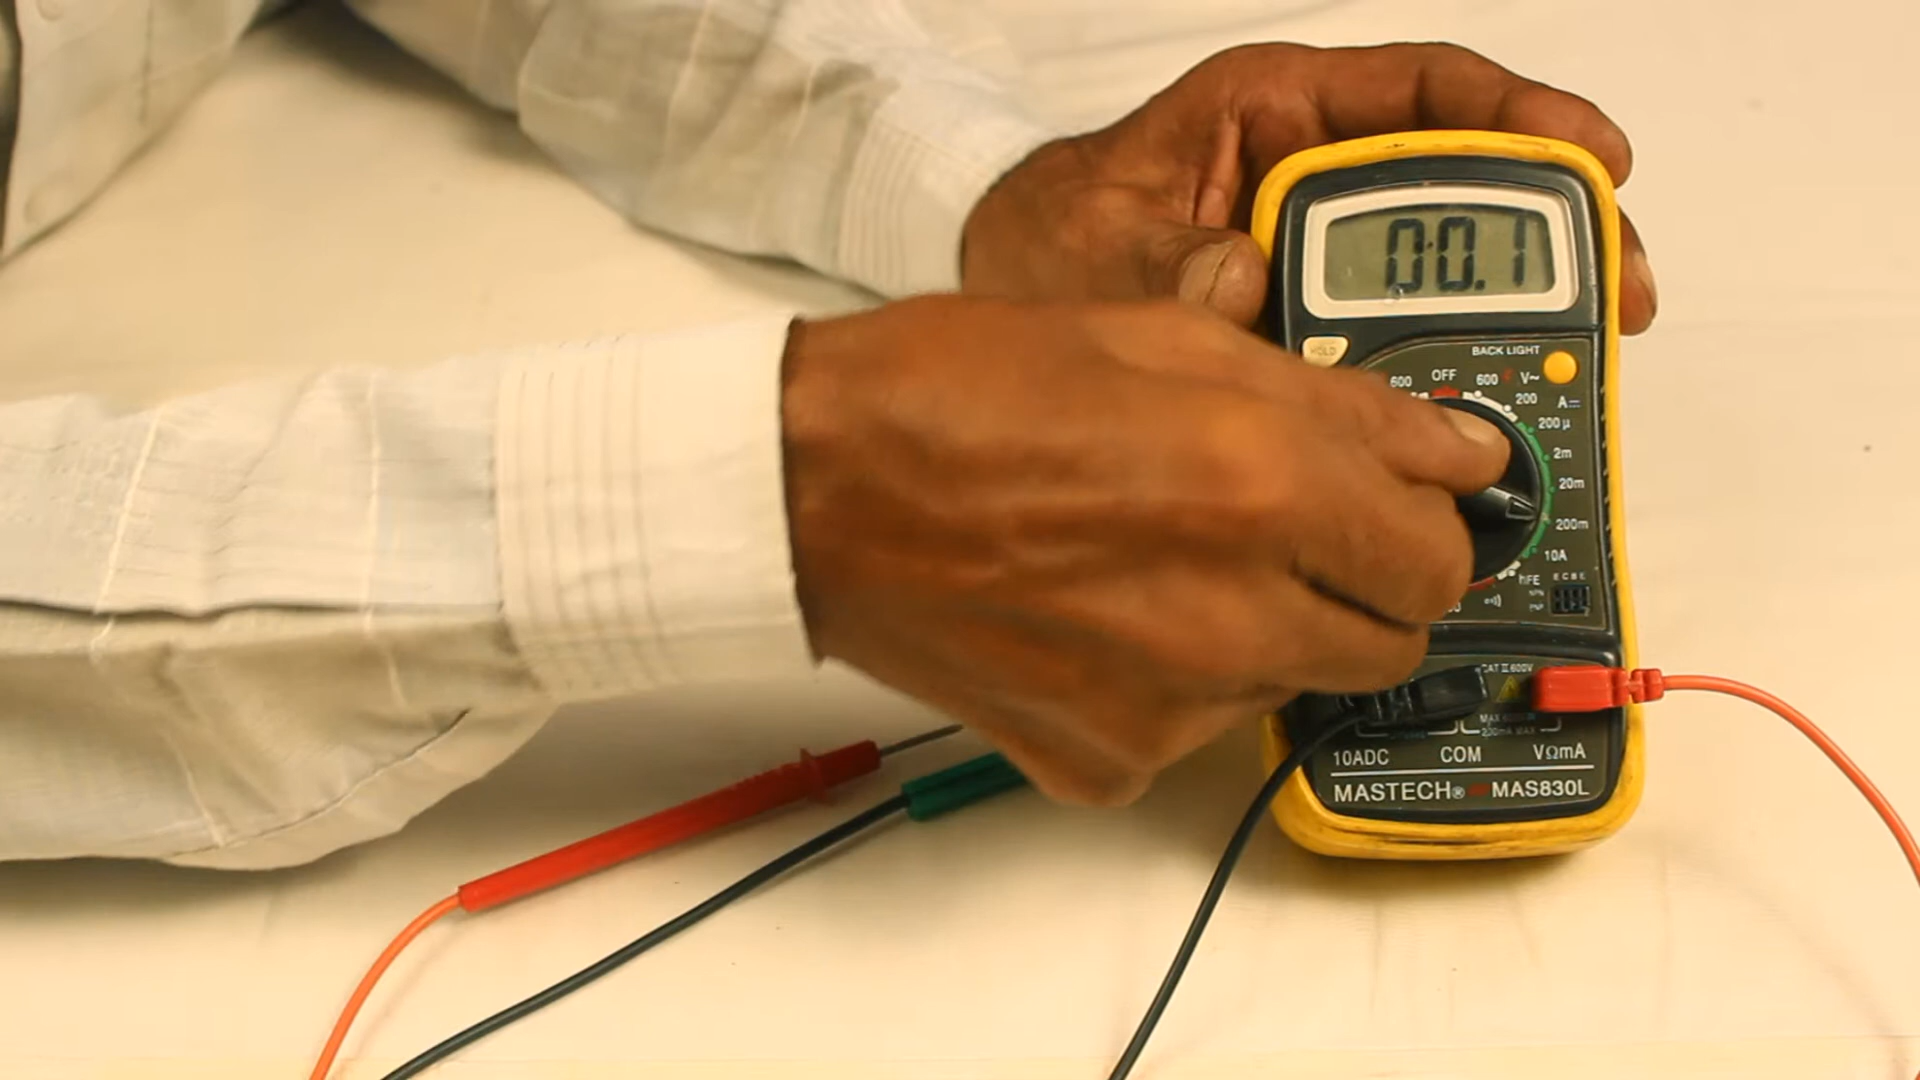 00.1
HOLD
BACK LIGHT
600 OFF 600 V~
200 A
200µ
2m
20m
200m
10A
hFE E C B E
NPN
PNP
CAT II 600V
10ADC COM VΩmA
MASTECH® MAS830L